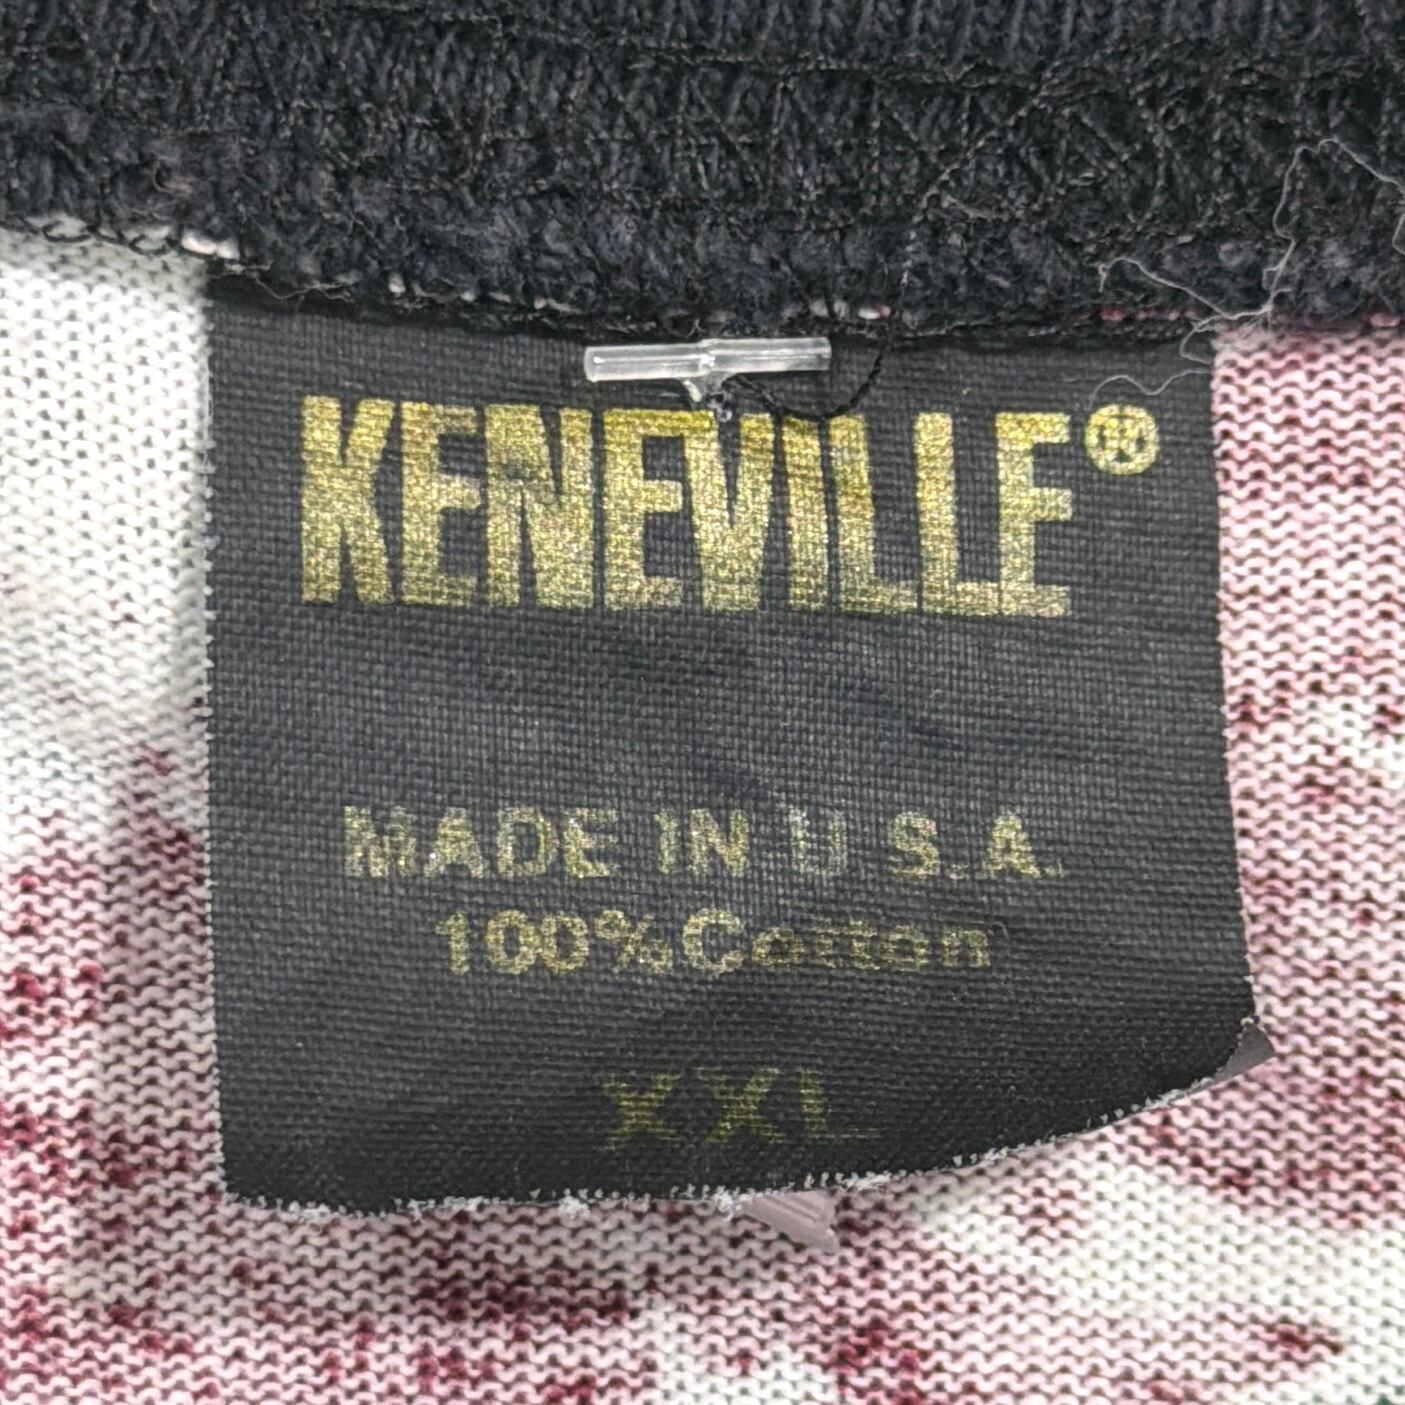 KENEVILLE®
MADE IN U S.A.
100% Cotton
XXL